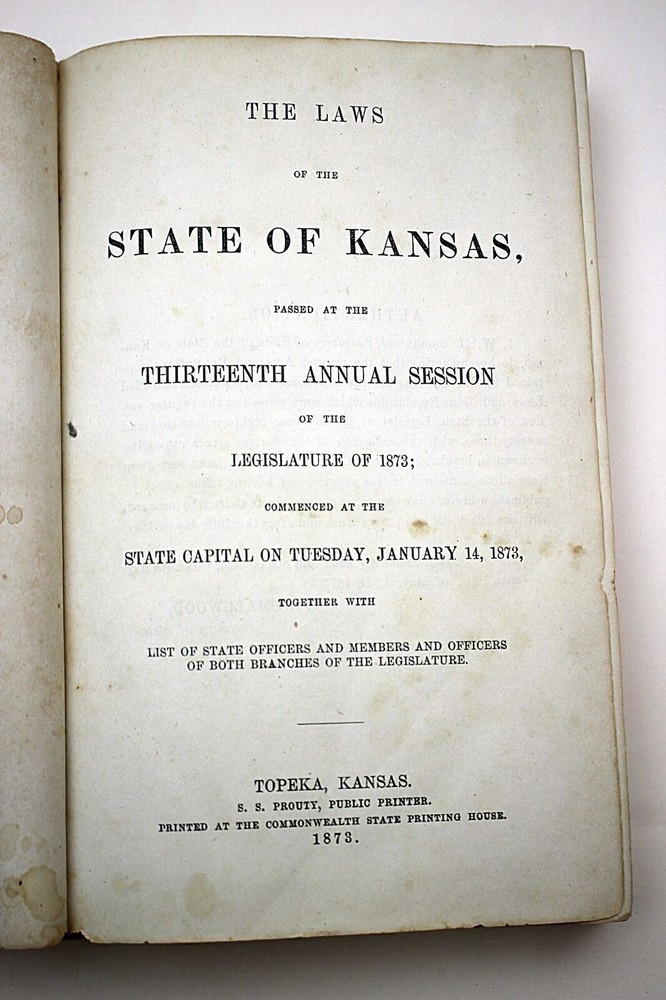 THE LAWS
OF THE
STATE OF KANSAS,
PASSED AT THE
THIRTEENTH ANNUAL SESSION
OF THE
LEGISLATURE OF 1873;
COMMENCED AT THE
STATE CAPITAL ON TUESDAY, JANUARY 14, 1873,
TOGETHER WITH
LIST OF STATE OFFICERS AND MEMBERS AND OFFICERS
OF BOTH BRANCHES OF THE LEGISLATURE.
TOPEKA, KANSAS.
S. S. PROUTY, PUBLIC PRINTER.
PRINTED AT THE COMMONWEALTH STATE PRINTING HOUSE.
1873.